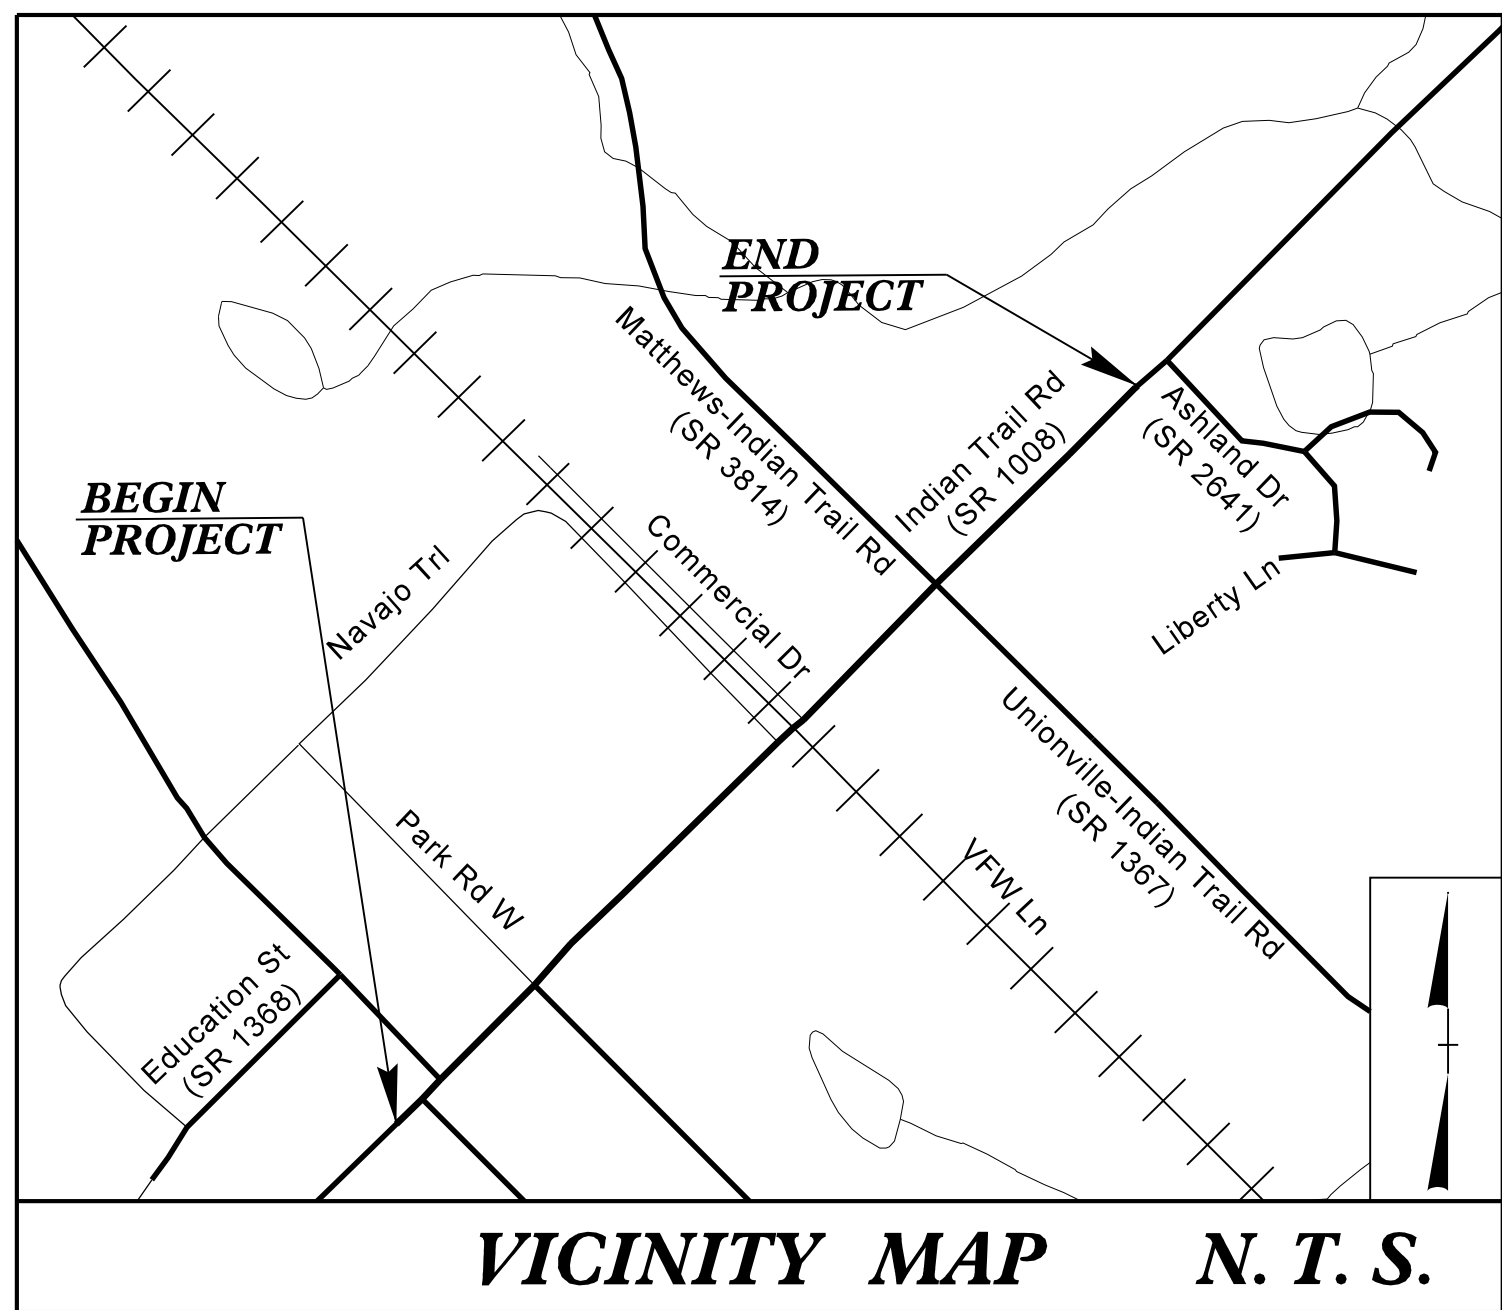 END
PROJECT
Matthews-Indian Trail Rd
(SR 3814)
Indian Trail Rd
(SR 1008)
Ashland Dr
(SR 2641)
BEGIN
PROJECT
Navajo Trl
Commercial Dr
Liberty Ln
Unionville-Indian Trail Rd
(SR 1367)
Park Rd W
VFW Ln
Education St
(SR 1368)
VICINITY MAP N. T. S.